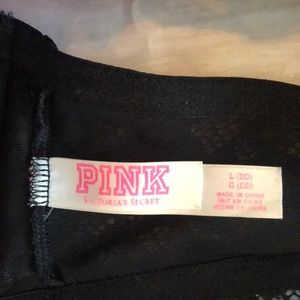 PINK
VICTORIA'S SECRET
L (DD)
G (DD)
MADE IN CHINA
FAIT EN CHINE
HECHO EN CHINA